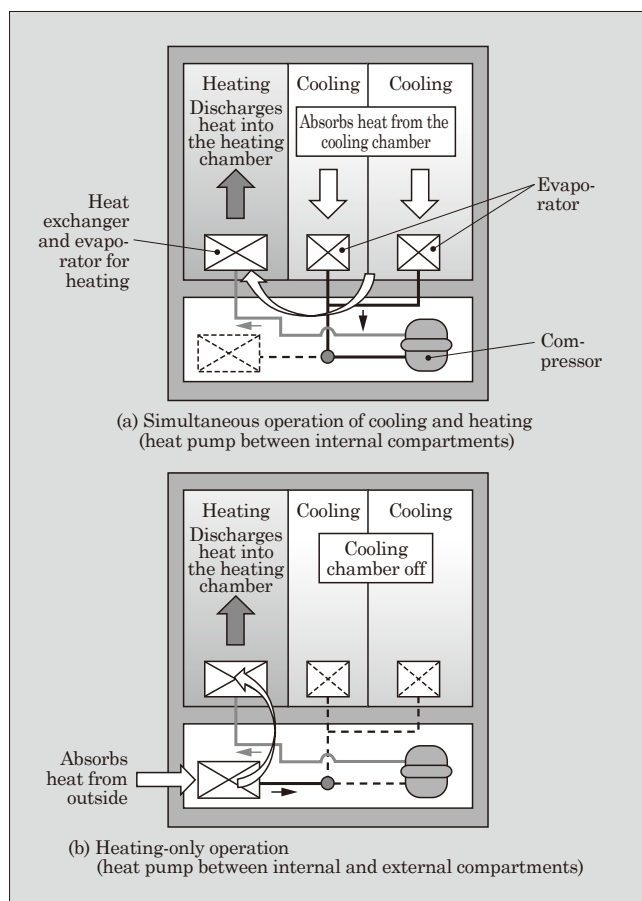 Heating
Cooling
Cooling
Discharges
heat into
the heating
chamber
Absorbs heat from the
cooling chamber
Heat
exchanger
and evapo-
rator for
heating
Evapo-
rator
Com-
pressor
(a) Simultaneous operation of cooling and heating
(heat pump between internal compartments)
Heating
Cooling
Cooling
Discharges
heat into
the heating
chamber
Cooling
chamber off
Absorbs
heat from
outside
(b) Heating-only operation
(heat pump between internal and external compartments)